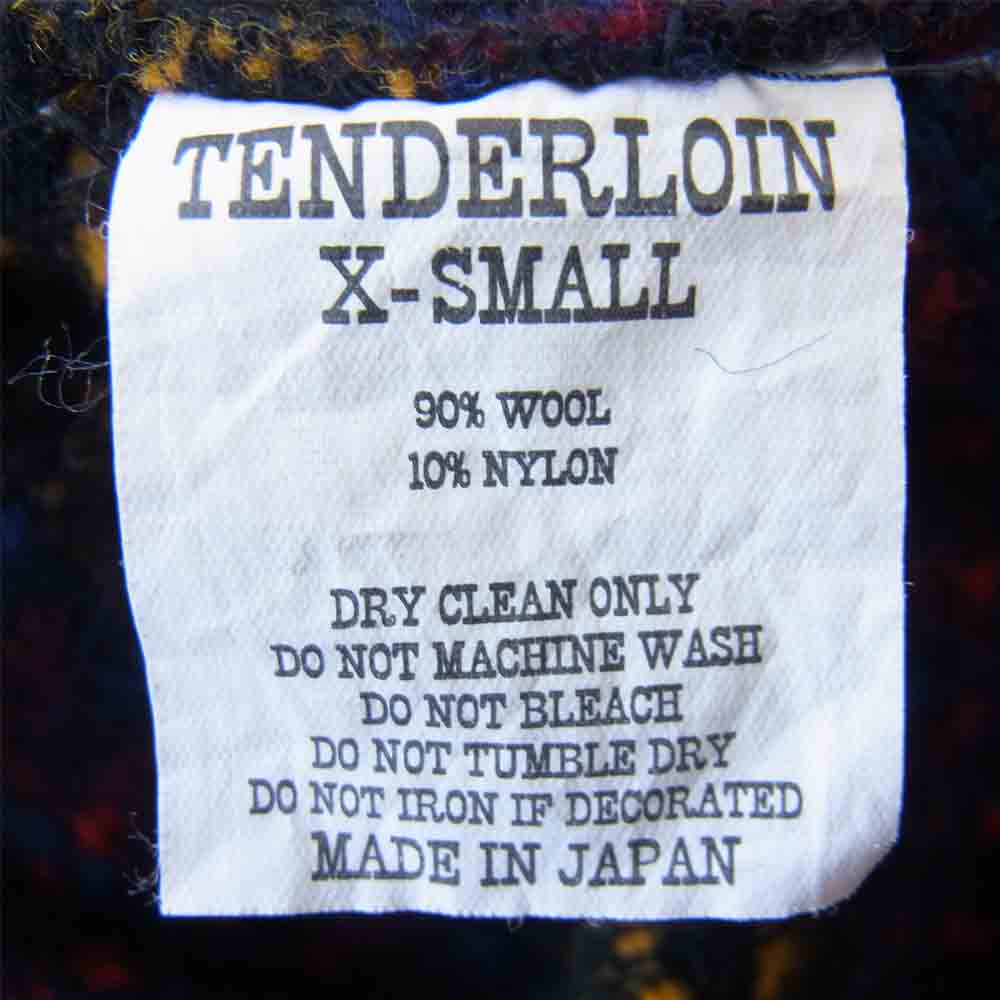 TENDERLOIN
X-SMALL
90% WOOL
10% NYLON
DRY CLEAN ONLY
DO NOT MACHINE WASH
DO NOT BLEACH
DO NOT TUMBLE DRY
DO NOT IRON IF DECORATED
MADE IN JAPAN